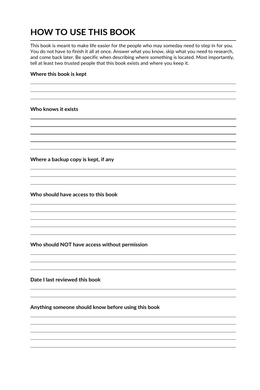 HOW TO USE THIS BOOK
This book is meant to make life easier for the people who may someday need to step in for you.
You do not have to finish it all at once. Answer what you know, skip what you need to research,
and come back later. Be specific when describing where something is located. Most importantly,
tell at least two trusted people that this book exists and where you keep it.
Where this book is kept
Who knows it exists
Where a backup copy is kept, if any
Who should have access to this book
Who should NOT have access without permission
Date I last reviewed this book
Anything someone should know before using this book